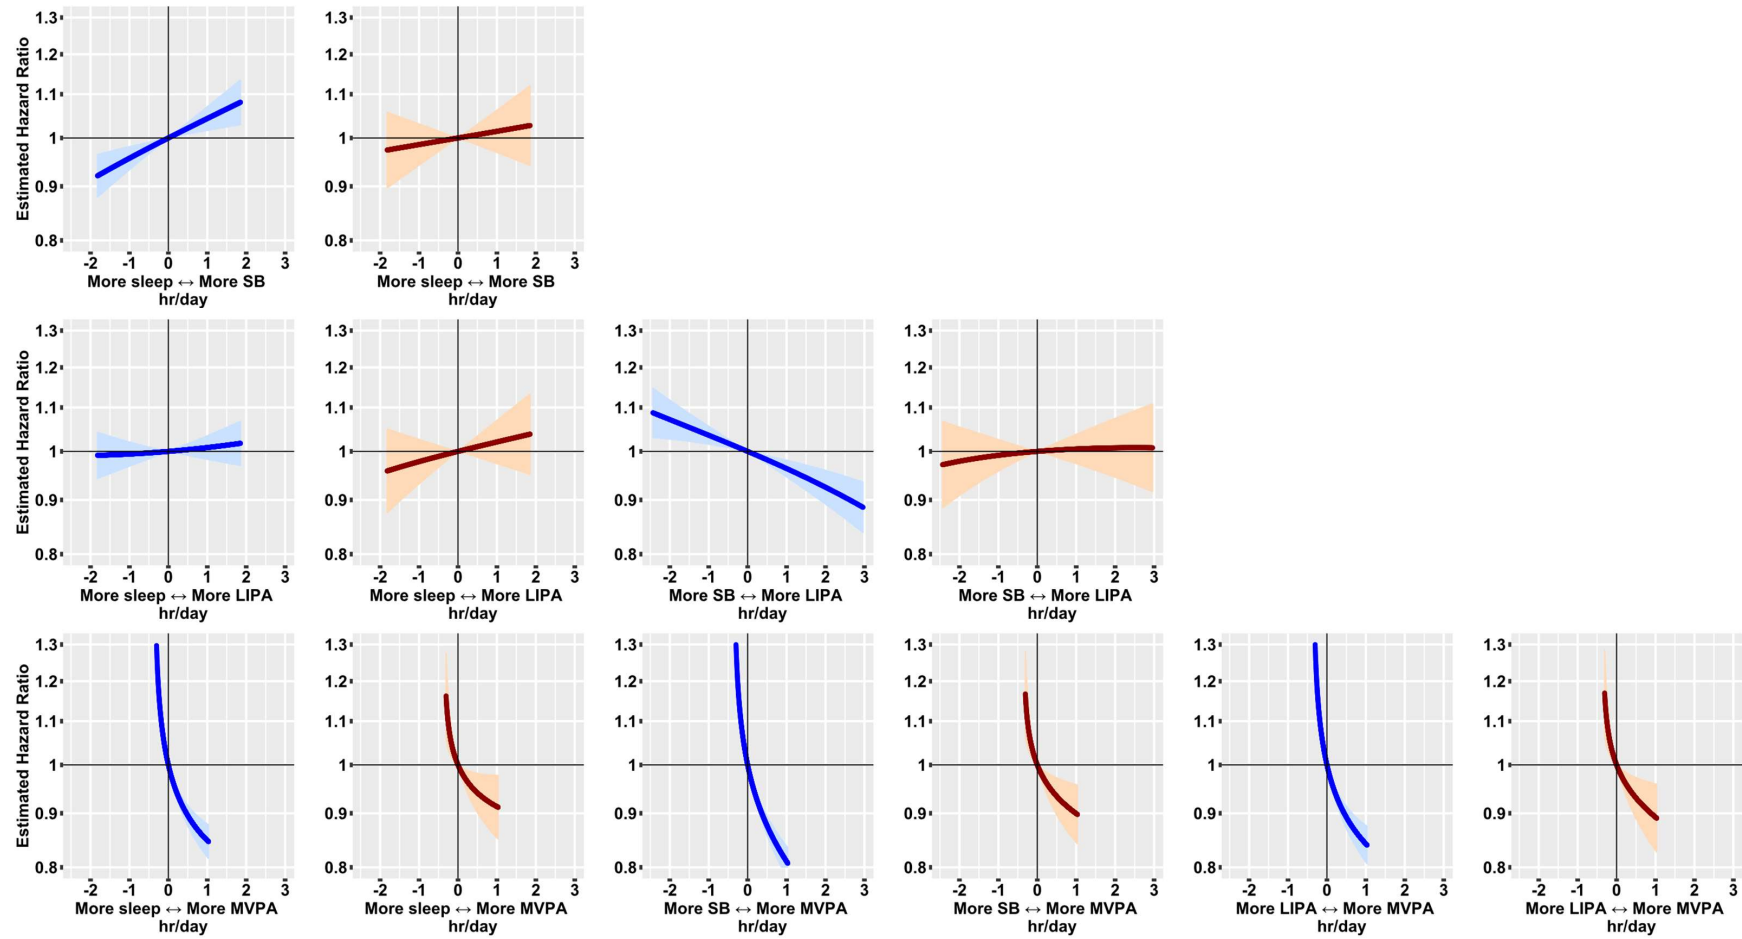 Estimated Hazard Ratio
1.3
1.2
1.1
1
0.9
0.8
-2 -1 0 1 2 3
More sleep ↔ More SB
hr/day
1.3
1.2
1.1
1
0.9
0.8
-2 -1 0 1 2 3
More sleep ↔ More SB
hr/day
Estimated Hazard Ratio
1.3
1.2
1.1
1
0.9
0.8
-2 -1 0 1 2 3
More sleep ↔ More LIPA
hr/day
1.3
1.2
1.1
1
0.9
0.8
-2 -1 0 1 2 3
More sleep ↔ More LIPA
hr/day
1.3
1.2
1.1
1
0.9
0.8
-2 -1 0 1 2 3
More SB ↔ More LIPA
hr/day
1.3
1.2
1.1
1
0.9
0.8
-2 -1 0 1 2 3
More SB ↔ More LIPA
hr/day
Estimated Hazard Ratio
1.3
1.2
1.1
1
0.9
0.8
-2 -1 0 1 2 3
More sleep ↔ More MVPA
hr/day
1.3
1.2
1.1
1
0.9
0.8
-2 -1 0 1 2 3
More sleep ↔ More MVPA
hr/day
1.3
1.2
1.1
1
0.9
0.8
-2 -1 0 1 2 3
More SB ↔ More MVPA
hr/day
1.3
1.2
1.1
1
0.9
0.8
-2 -1 0 1 2 3
More SB ↔ More MVPA
hr/day
1.3
1.2
1.1
1
0.9
0.8
-2 -1 0 1 2 3
More LIPA ↔ More MVPA
hr/day
1.3
1.2
1.1
1
0.9
0.8
-2 -1 0 1 2 3
More LIPA ↔ More MVPA
hr/day